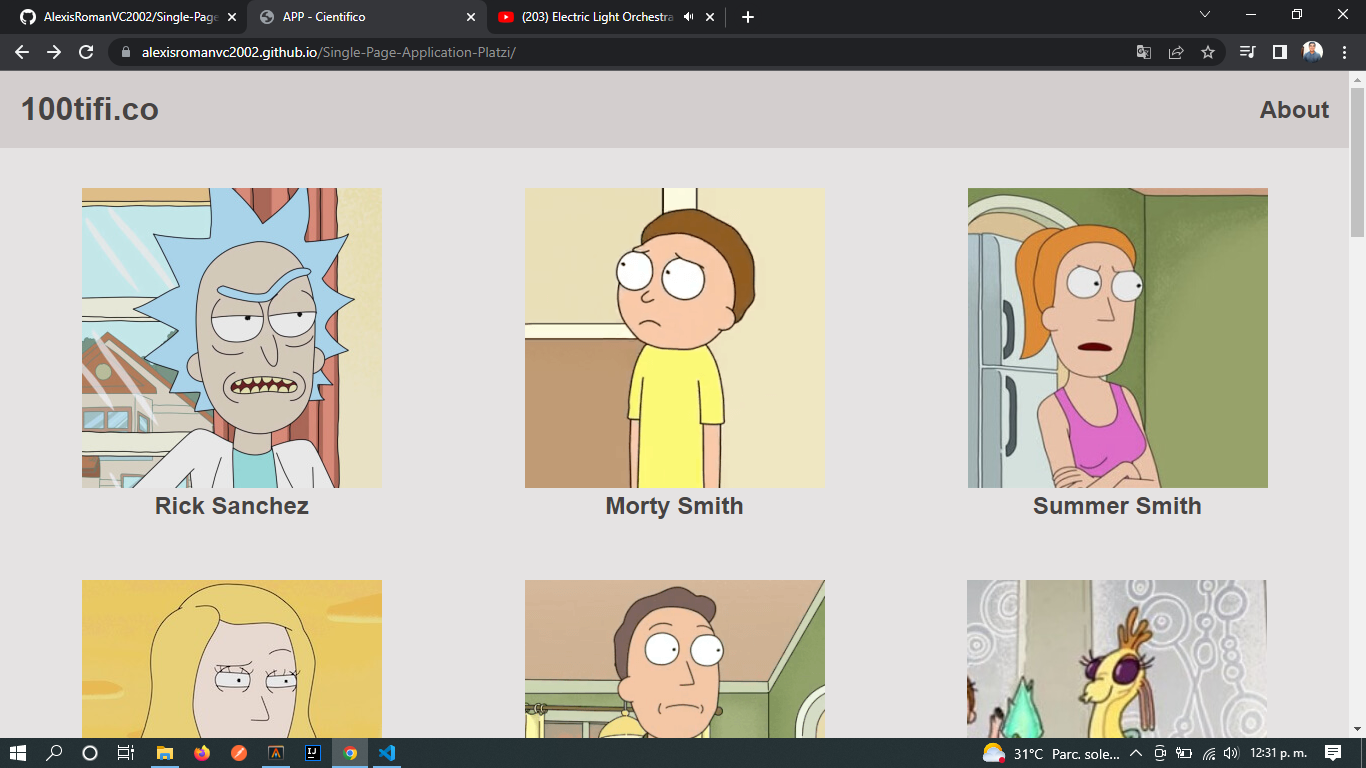 AlexisRomanVC2002/Single-Page
APP - Cientifico
(203) Electric Light Orchestra
alexisromanvc2002.github.io/Single-Page-Application-Platzi/
100tifi.co
About
Rick Sanchez
Morty Smith
Summer Smith
31°C Parc. sole...
12:31 p. m.